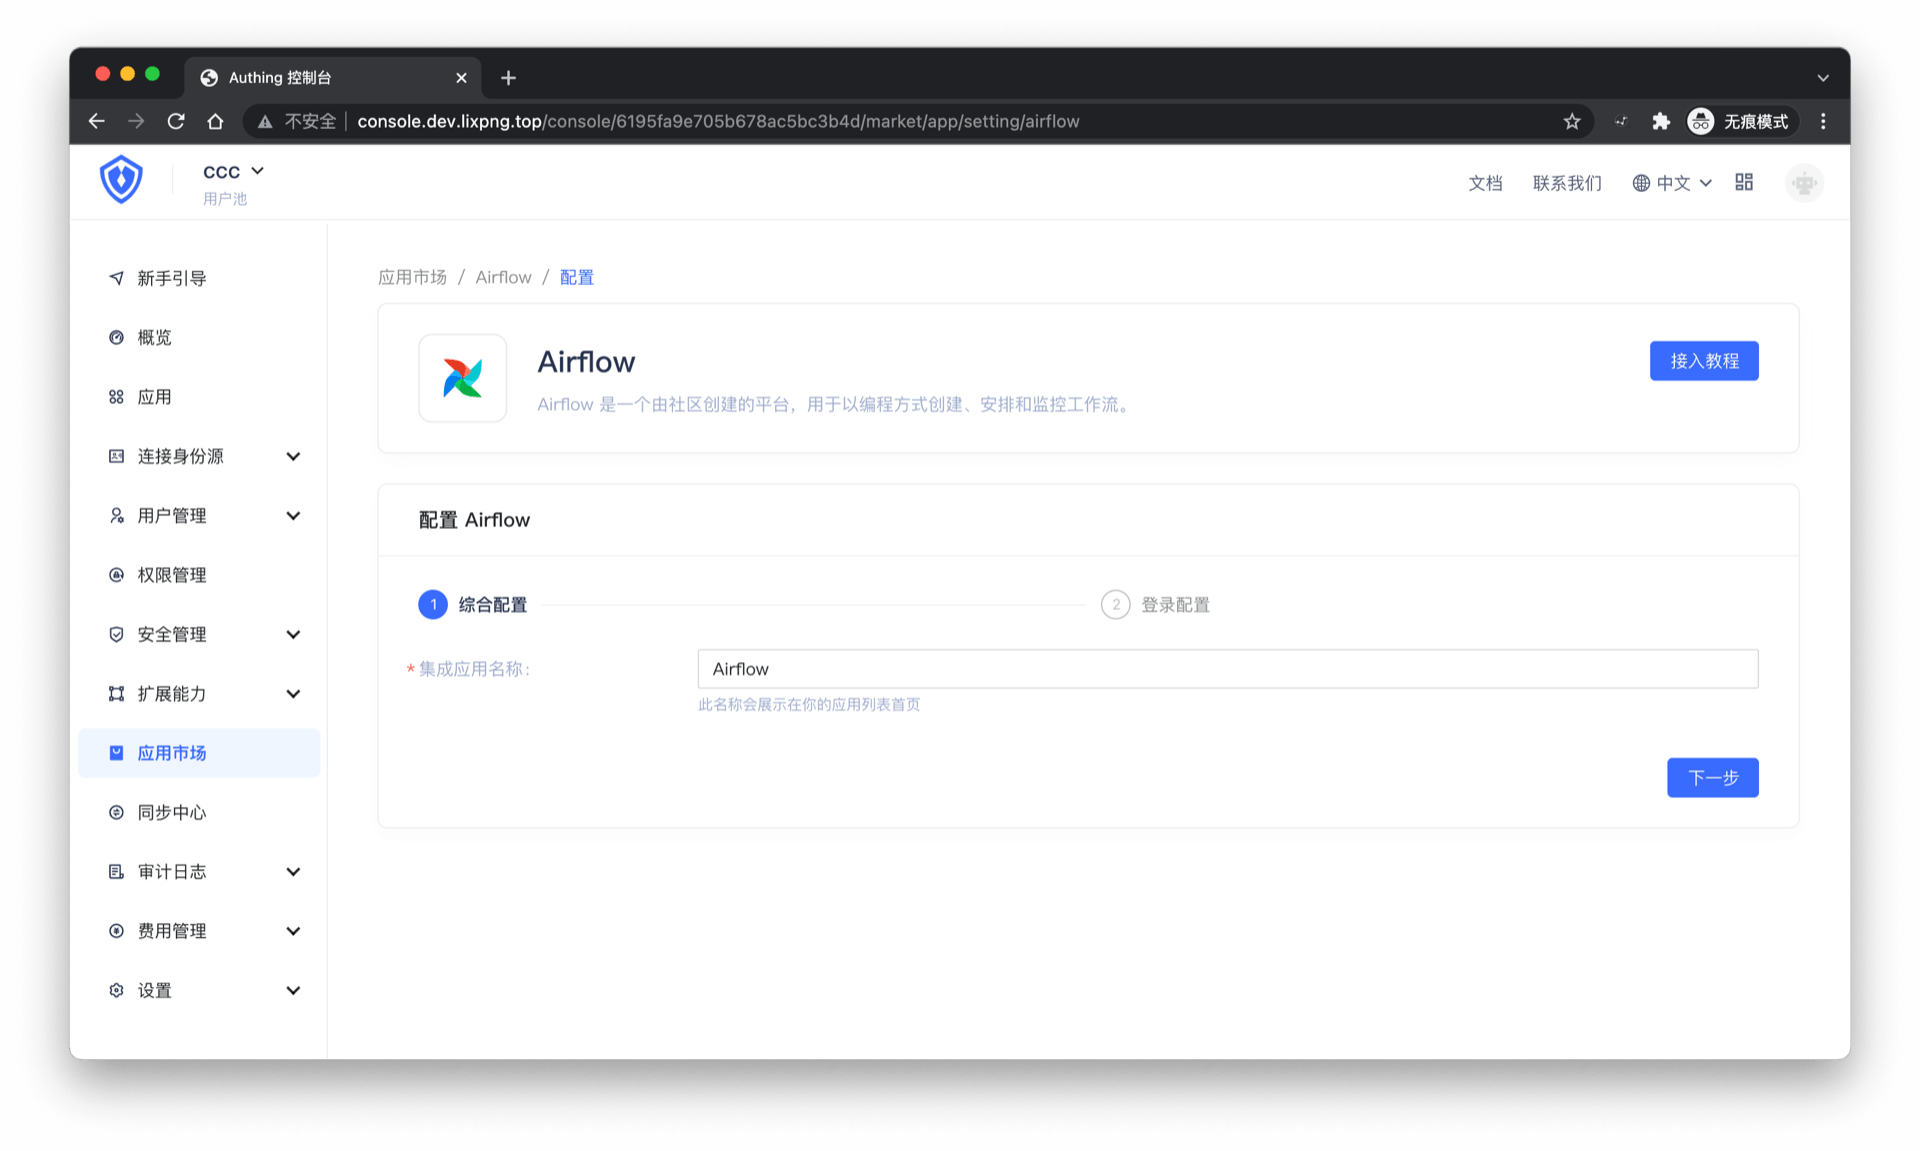 Authing 控制台
不安全
console.dev.lixpng.top/console/6195fa9e705b678ac5bc3b4d/market/app/setting/airflow
无痕模式
CCC
用户池
文档
联系我们
中文
新手引导
概览
应用
连接身份源
用户管理
权限管理
安全管理
扩展能力
应用市场
同步中心
审计日志
费用管理
设置
应用市场 / Airflow / 配置
Airflow
Airflow 是一个由社区创建的平台，用于以编程方式创建、安排和监控工作流。
接入教程
配置 Airflow
1 综合配置
2 登录配置
* 集成应用名称:
Airflow
此名称会展示在你的应用列表首页
下一步